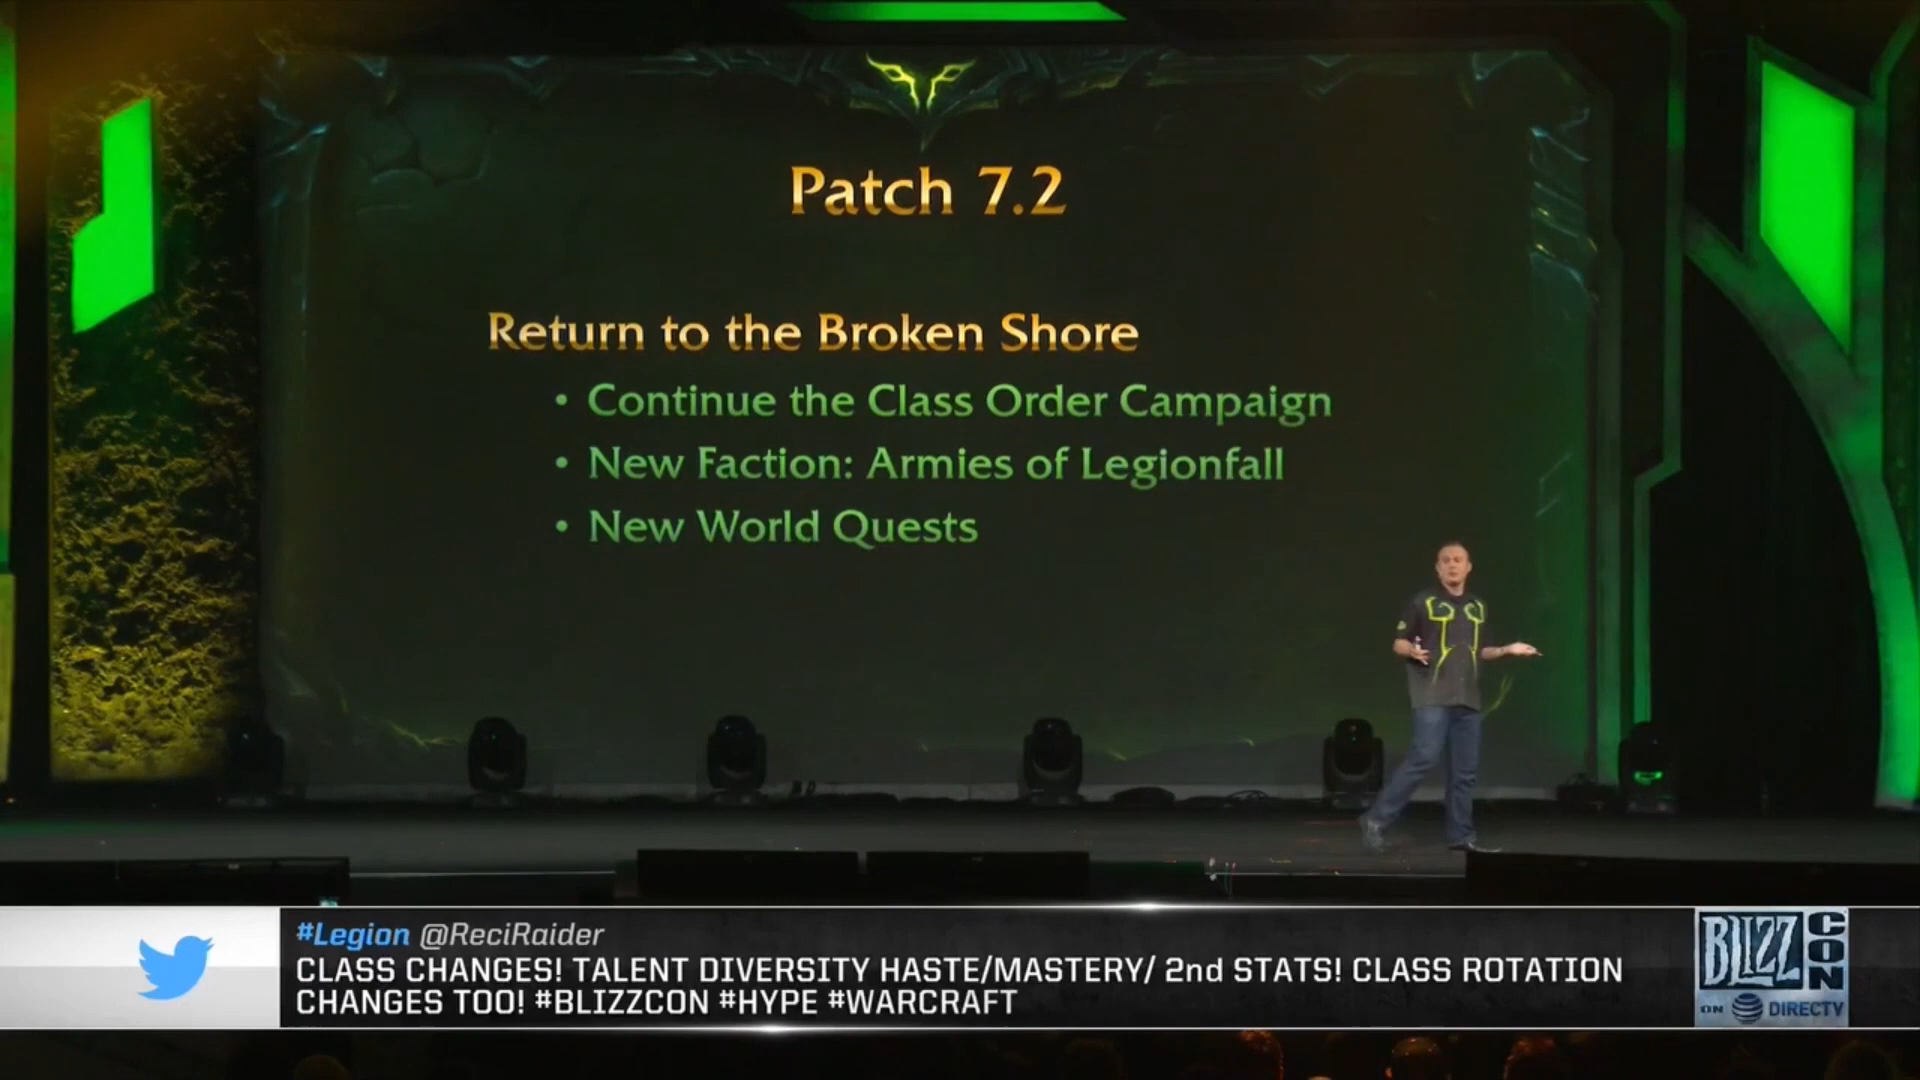 Patch 7.2
Return to the Broken Shore
• Continue the Class Order Campaign
• New Faction: Armies of Legionfall
• New World Quests
#Legion @ReciRaider
CLASS CHANGES! TALENT DIVERSITY HASTE/MASTERY/ 2nd STATS! CLASS ROTATION
CHANGES TOO! #BLIZZCON #HYPE #WARCRAFT
BLIZZCON
ON DIRECTV